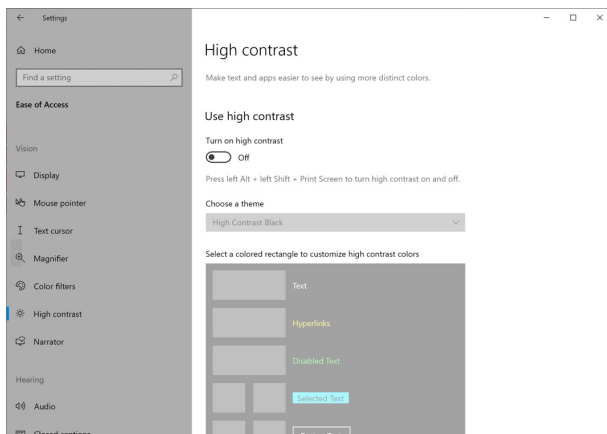 Settings
Home
Find a setting
Ease of Access
Vision
Display
Mouse pointer
Text cursor
Magnifier
Color filters
High contrast
Narrator
Hearing
Audio
Closed captions
High contrast
Make text and apps easier to see by using more distinct colors.
Use high contrast
Turn on high contrast
Off
Press left Alt + left Shift + Print Screen to turn high contrast on and off.
Choose a theme
High Contrast Black
Select a colored rectangle to customize high contrast colors
Text
Hyperlinks
Disabled Text
Selected Text